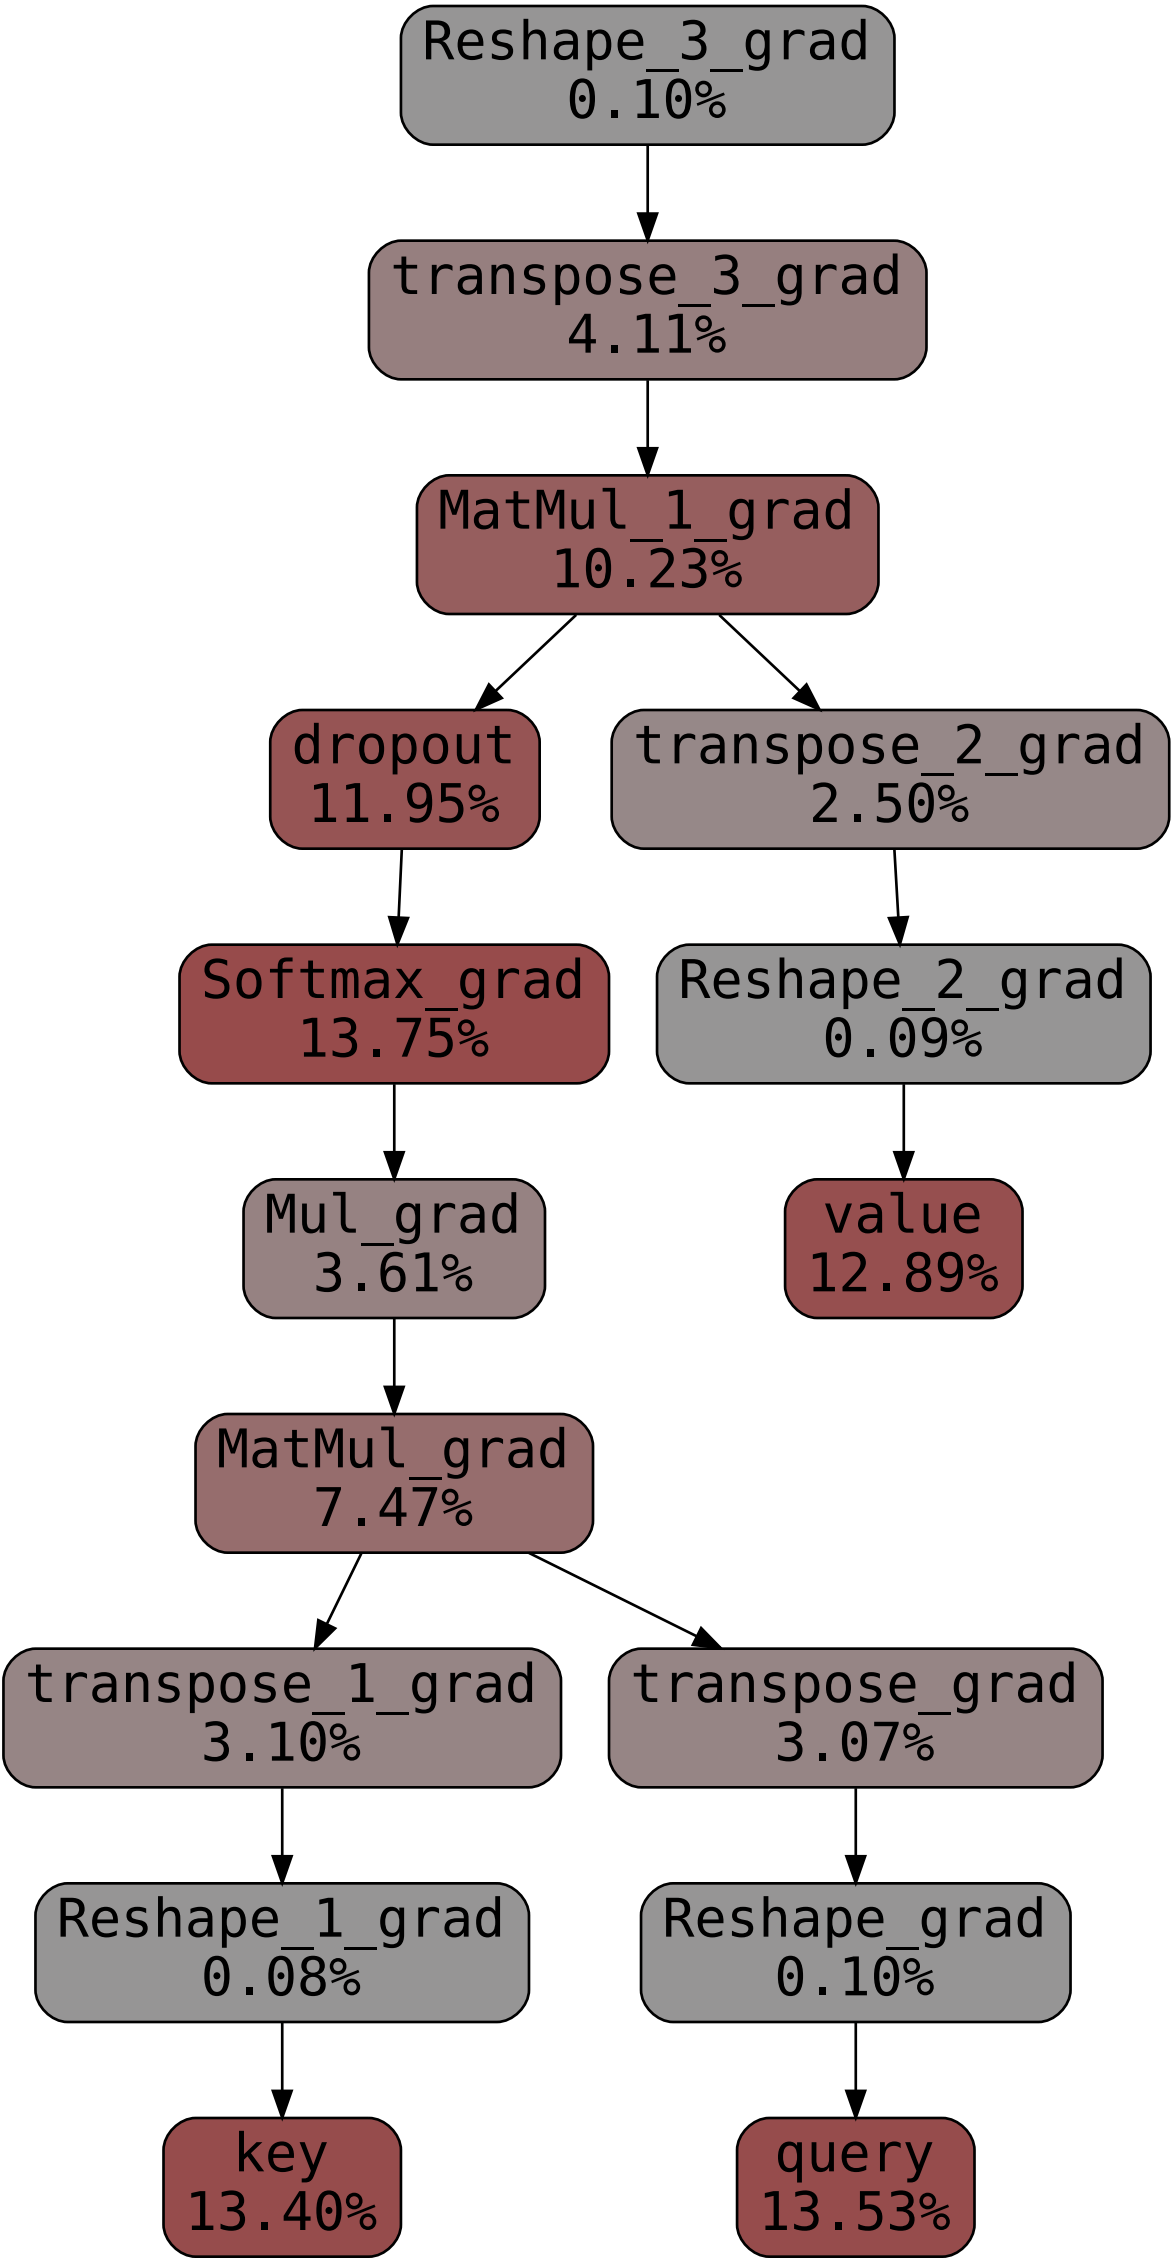 Reshape_3_grad
0.10%
transpose_3_grad
4.11%
MatMul_1_grad
10.23%
dropout
11.95%
transpose_2_grad
2.50%
Softmax_grad
13.75%
Reshape_2_grad
0.09%
Mul_grad
3.61%
value
12.89%
MatMul_grad
7.47%
transpose_1_grad
3.10%
transpose_grad
3.07%
Reshape_1_grad
0.08%
Reshape_grad
0.10%
key
13.40%
query
13.53%